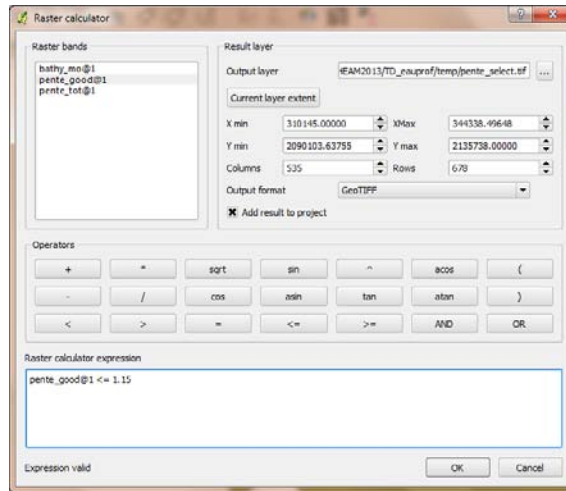 Raster calculator
Raster bands
bathy_mo@1
pente_good@1
pente_tot@1
Result layer
Output layer
EAM2013/TD_eauprof/temp/pente_select.tif
...
Current layer extent
X min 310145.00000 XMax 344338.49648
Y min 2090103.63755 Y max 2135738.00000
Columns 535 Rows 678
Output format GeoTIFF
Add result to project
Operators
+ * sqrt sin ^ acos (
- / cos asin tan atan )
< > = <= >= AND OR
Raster calculator expression
pente_good@1 <= 1.15
Expression valid
OK Cancel